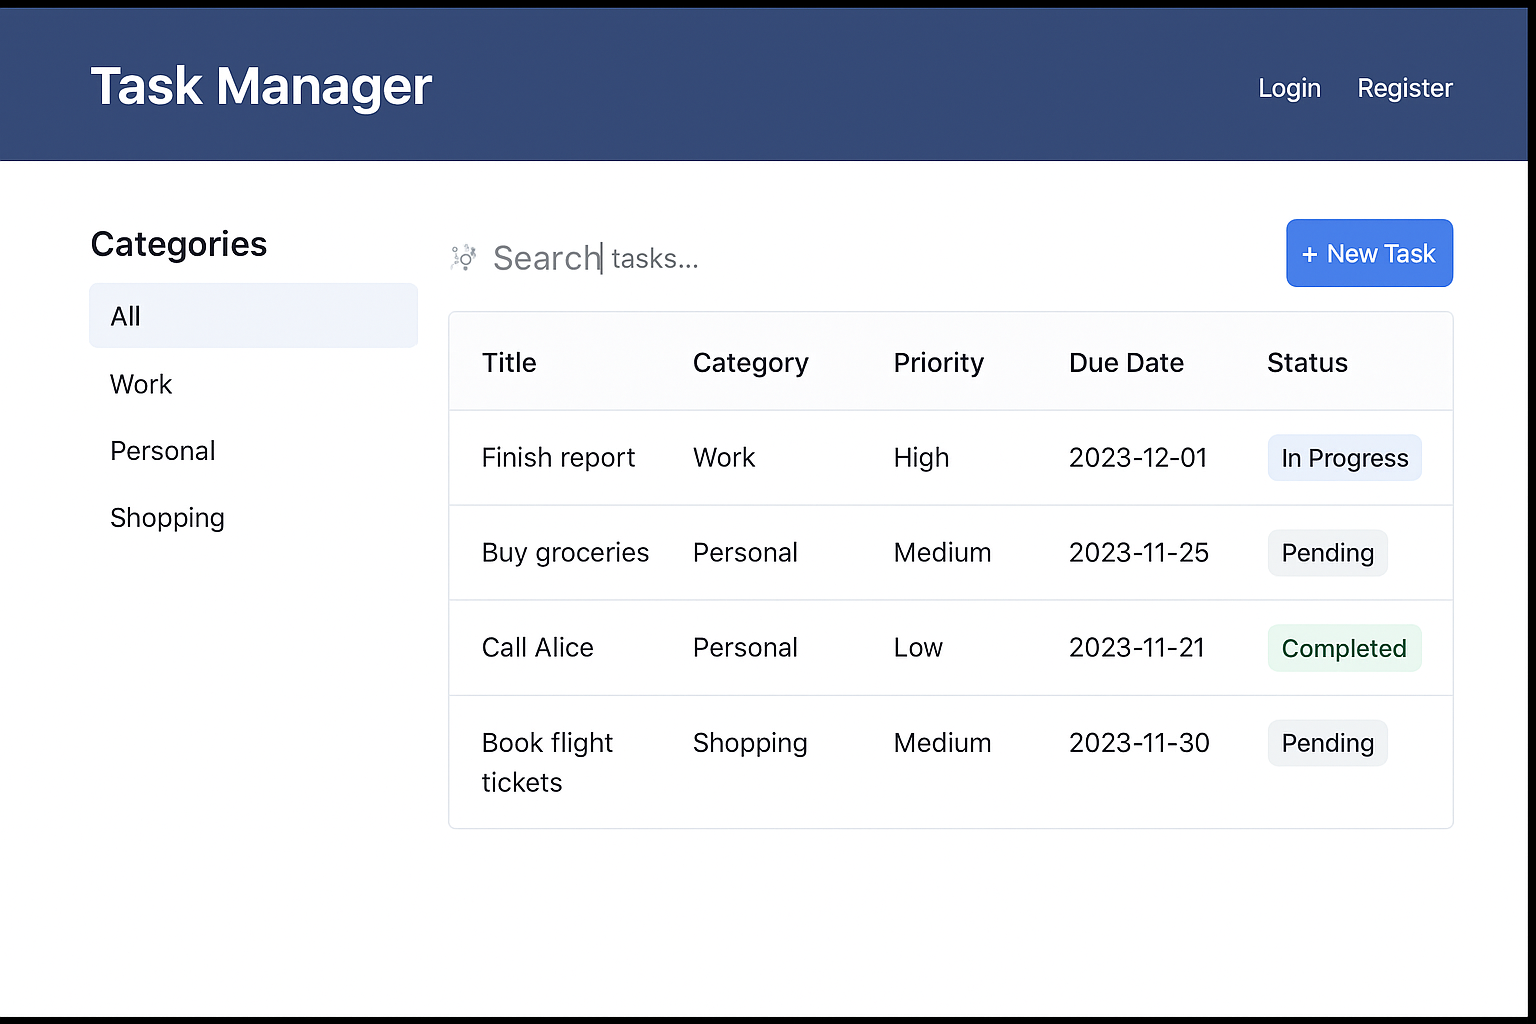 Task Manager
Login Register
Categories
All
Work
Personal
Shopping
Search tasks...
+ New Task
Title Category Priority Due Date Status
Finish report Work High 2023-12-01 In Progress
Buy groceries Personal Medium 2023-11-25 Pending
Call Alice Personal Low 2023-11-21 Completed
Book flight Shopping Medium 2023-11-30 Pending
tickets